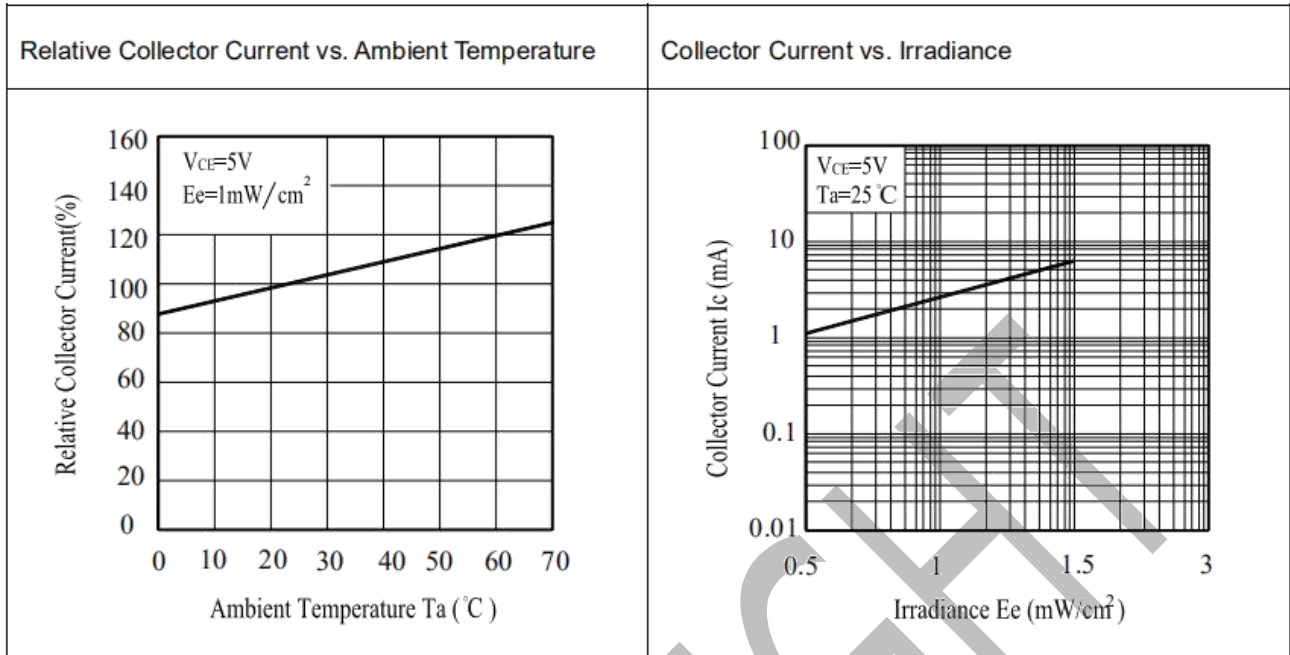 Relative Collector Current vs. Ambient Temperature
Collector Current vs. Irradiance
160
140
120
100
80
60
40
20
0
VCE=5V
Ee=1mW/cm²
Relative Collector Current(%)
0 10 20 30 40 50 60 70
Ambient Temperature Ta (℃)
100
10
1
0.1
0.01
VCE=5V
Ta=25℃
Collector Current Ic (mA)
0.5 1 1.5 3
Irradiance Ee (mW/cm²)